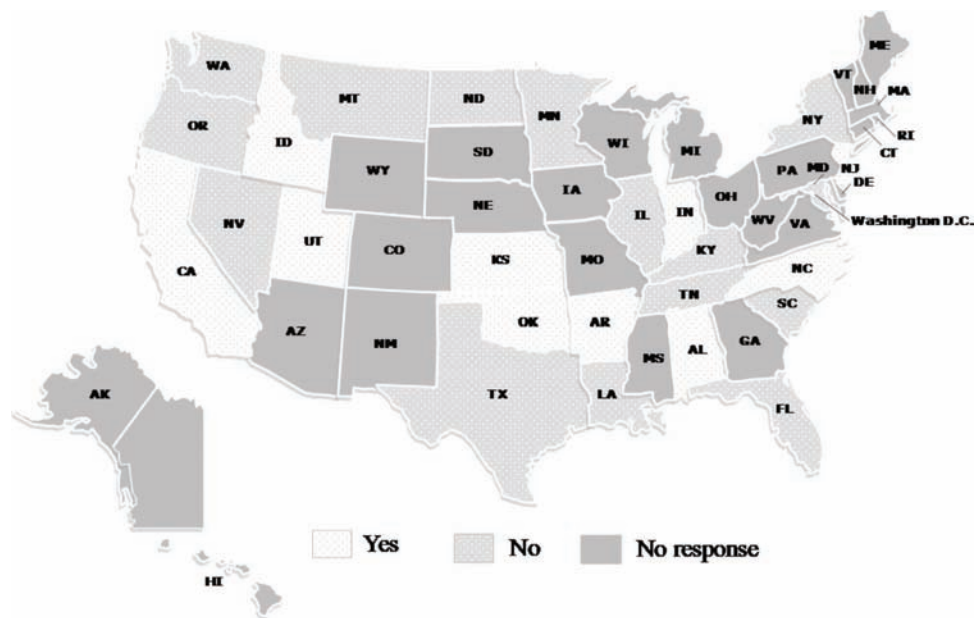 ME
WA
VT
NH
MA
MT
ND
MN
NY
OR
RI
ID
CT
WI
SD
MI
WY
PA
MD
NJ
IA
DE
OH
NE
NV
IL
IN
WV
Washington D.C.
VA
UT
CO
KY
CA
KS
MO
NC
TN
SC
OK
AR
AZ
NM
GA
AL
MS
TX
LA
AK
FL
Yes
No
No response
HI